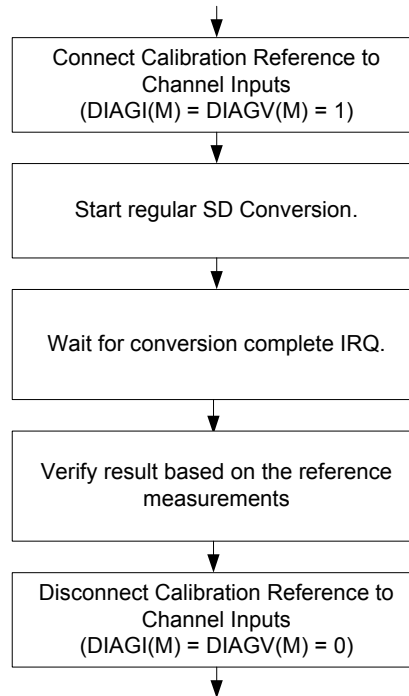 Connect Calibration Reference to
Channel Inputs
(DIAGI(M) = DIAGV(M) = 1)
Start regular SD Conversion.
Wait for conversion complete IRQ.
Verify result based on the reference
measurements
Disconnect Calibration Reference to
Channel Inputs
(DIAGI(M) = DIAGV(M) = 0)